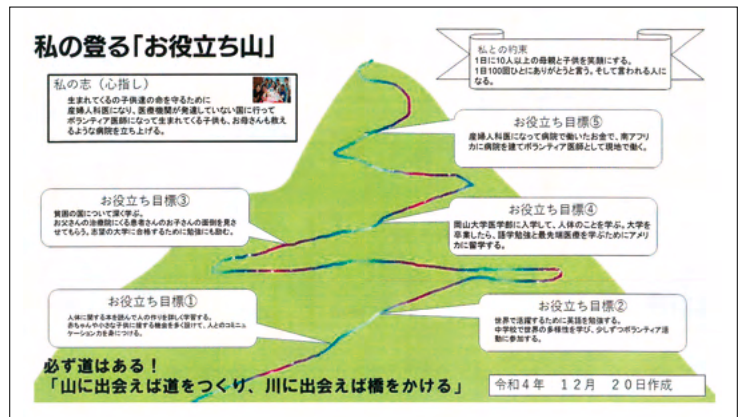 私の登る「お役立ち山」
私との約束
1日に10人以上の母親と子供を笑顔にする。
1日100回ひとにありがとうと言う。そして言われる人に
なる。
私の志（心指し）
生まれてくるの子供達の命を守るために
産婦人科医になり、医療機関が発達していない国に行って
ボランティア医師になって生まれてくる子供も、お母さんも救え
るような病院を立ち上げる。
お役立ち目標⑤
産婦人科医になって病院で働いたお金で、南アフリ
カに病院を建てボランティア医師として現地で働く。
お役立ち目標③
貧困の国について深く学ぶ。
お父さんの治療院にくる患者さんのお子さんの面倒を見さ
せてもらう。志望の大学に合格するために勉強にも励む。
お役立ち目標④
岡山大学医学部に入学して、人体のことを学ぶ。大学を
卒業したら、語学勉強と最先端医療を学ぶためにアメリ
カに留学する。
お役立ち目標①
人体に関する本を読んで人の作りを詳しく学習する。
赤ちゃんや小さな子供に接する機会を多く設けて、人とのコミュニ
ケーション力を身につける。
お役立ち目標②
世界で活躍するために英語を勉強する。
中学校で世界の多様性を学び、少しずつボランティア活
動に参加する。
必ず道はある！
「山に出会えば道をつくり、川に出会えば橋をかける」
令和４年　１２月　２０日作成